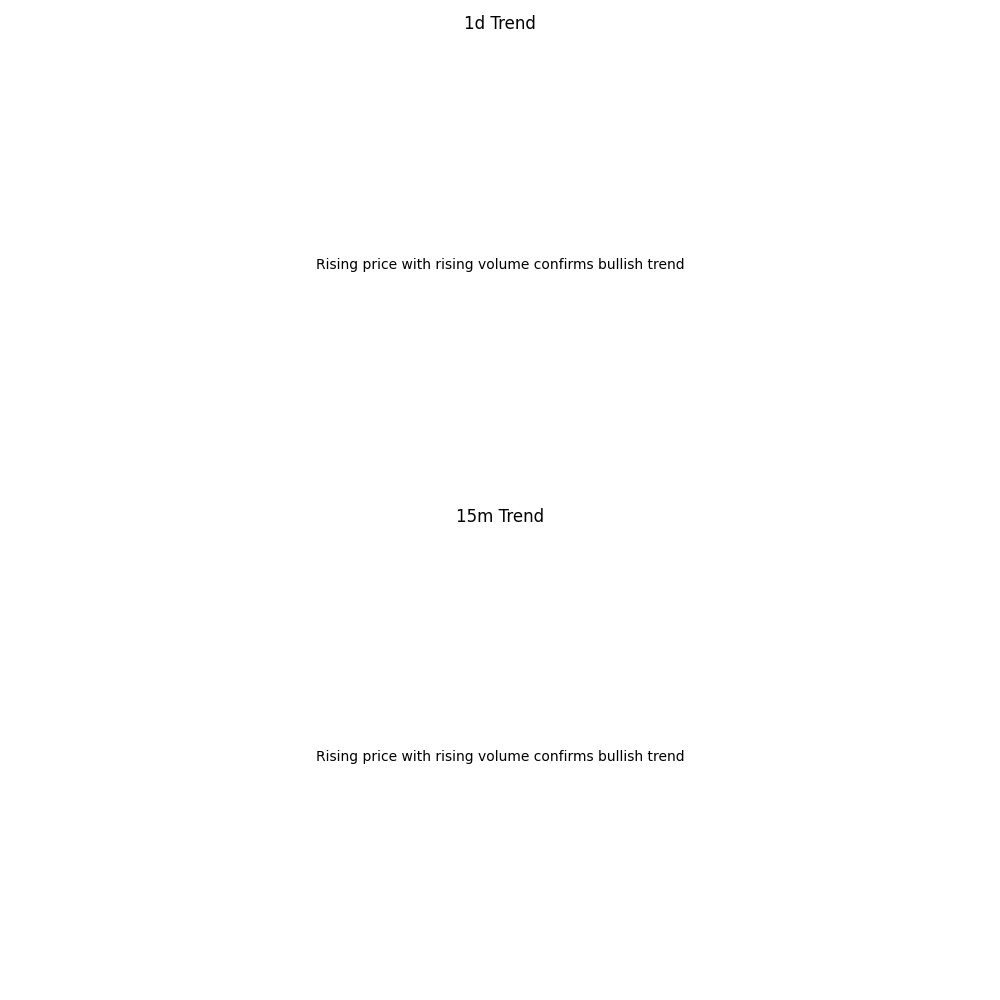 1d Trend
Rising price with rising volume confirms bullish trend
15m Trend
Rising price with rising volume confirms bullish trend